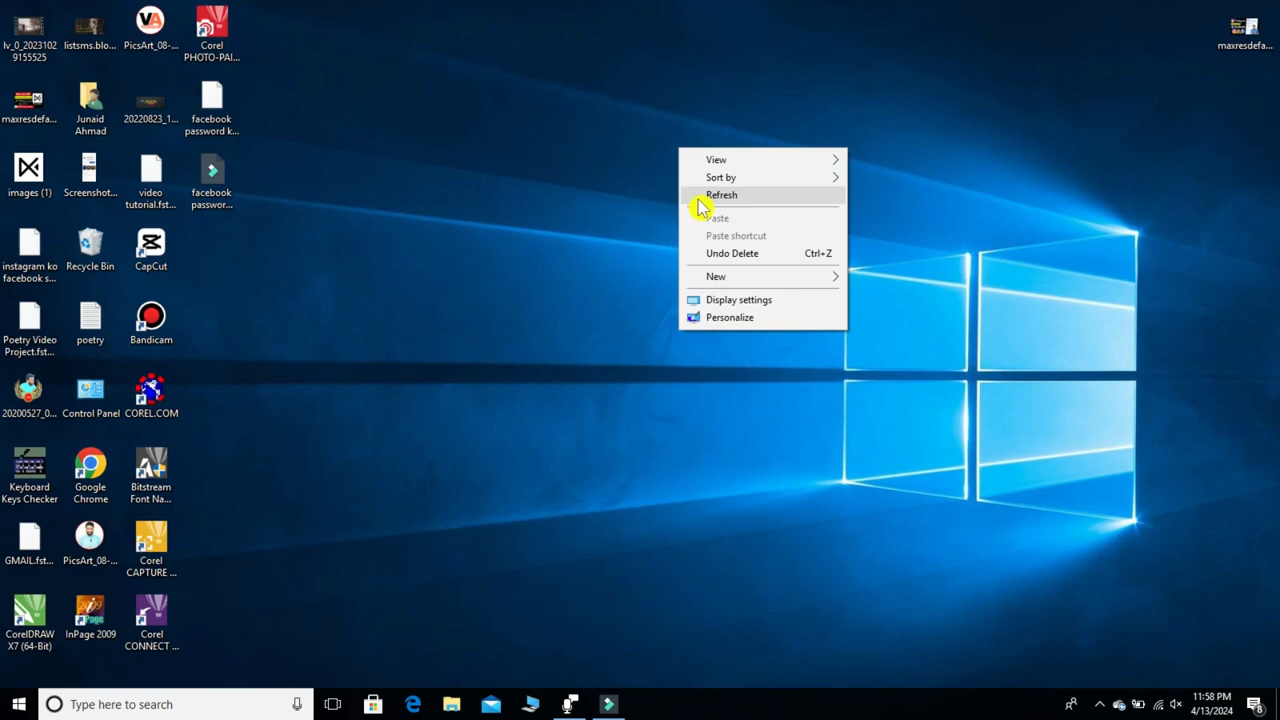 lv_0_2023102
9155525
listsms.blo...
PicsArt_08-...
Corel
PHOTO-PAI...
maxresdefa...
maxresdefa...
Junaid
Ahmad
20220823_1...
facebook
password k...
images (1)
Screenshot...
video
tutorial.fst...
facebook
passwor...
instagram ko
facebook s...
Recycle Bin
CapCut
Poetry Video
Project.fst...
poetry
Bandicam
20200527_0...
Control Panel
COREL.COM
Keyboard
Keys Checker
Google
Chrome
Bitstream
Font Na...
GMAIL.fst...
PicsArt_08-...
Corel
CAPTURE ...
CorelDRAW
X7 (64-Bit)
InPage 2009
Corel
CONNECT ...
View
Sort by
Refresh
Paste
Paste shortcut
Undo Delete Ctrl+Z
New
Display settings
Personalize
Type here to search
11:58 PM
4/13/2024
8